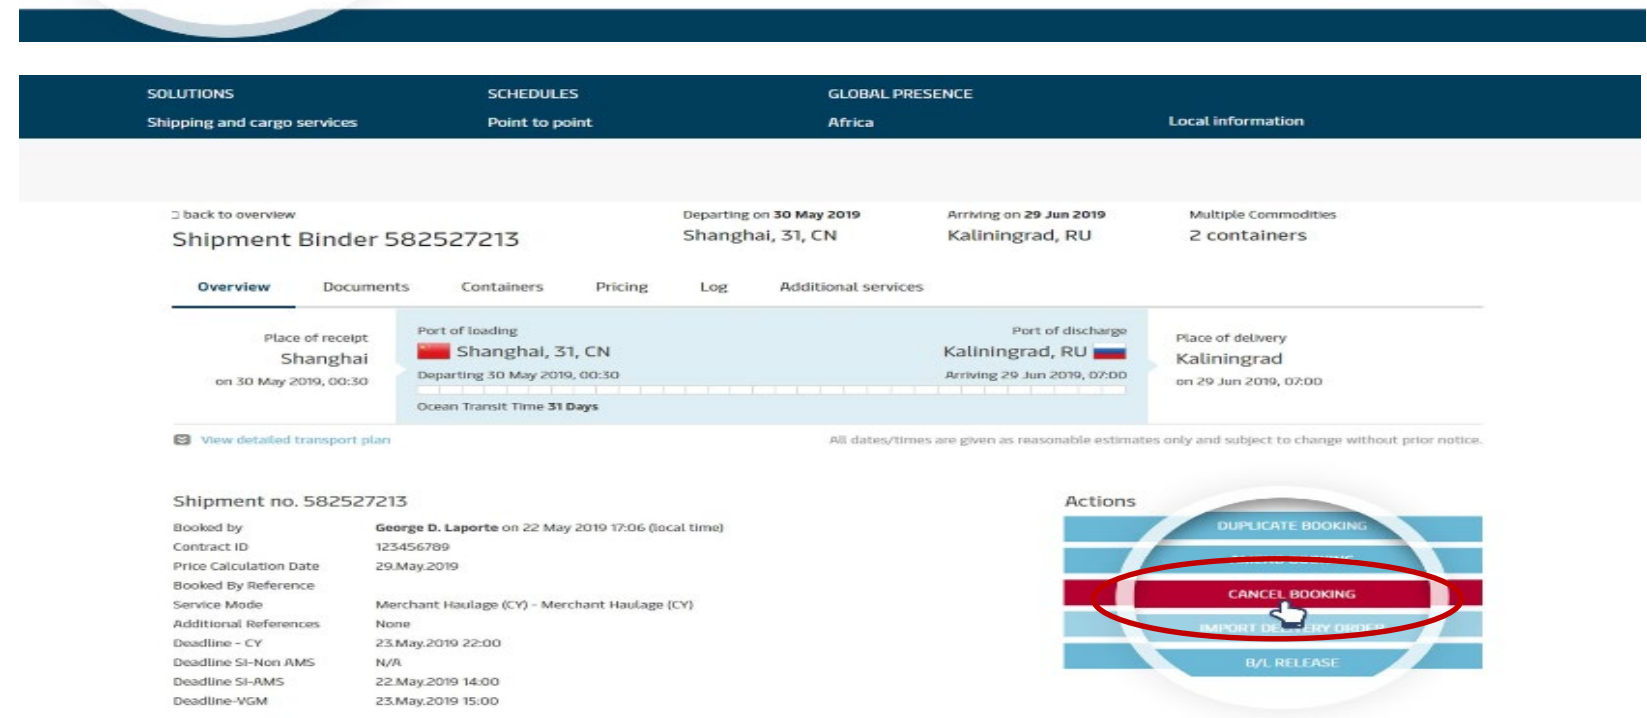 SOLUTIONS SCHEDULES GLOBAL PRESENCE
Shipping and cargo services Point to point Africa Local information
back to overview Departing on 30 May 2019 Arriving on 29 Jun 2019 Multiple Commodities
Shipment Binder 582527213 Shanghai, 31, CN Kaliningrad, RU 2 containers
Overview Documents Containers Pricing Log Additional services
Place of receipt
Shanghai
on 30 May 2019, 00:30
Port of loading
Shanghai, 31, CN
Departing 30 May 2019, 00:30
Port of discharge
Kaliningrad, RU
Arriving 29 Jun 2019, 07:00
Ocean Transit Time 31 Days
Place of delivery
Kaliningrad
on 29 Jun 2019, 07:00
View detailed transport plan All dates/times are given as reasonable estimates only and subject to change without prior notice.
Shipment no. 582527213
Booked by George D. Laporte on 22 May 2019 17:06 (local time)
Contract ID 123456789
Price Calculation Date 29.May.2019
Booked By Reference
Service Mode Merchant Haulage (CY) - Merchant Haulage (CY)
Additional References None
Deadline - CY 23.May.2019 22:00
Deadline SI-Non AMS N/A
Deadline SI-AMS 22.May.2019 14:00
Deadline-VGM 23.May.2019 15:00
Actions
DUPLICATE BOOKING
BOOKING
CANCEL BOOKING
IMPORT DELIVERY ORDER
B/L RELEASE